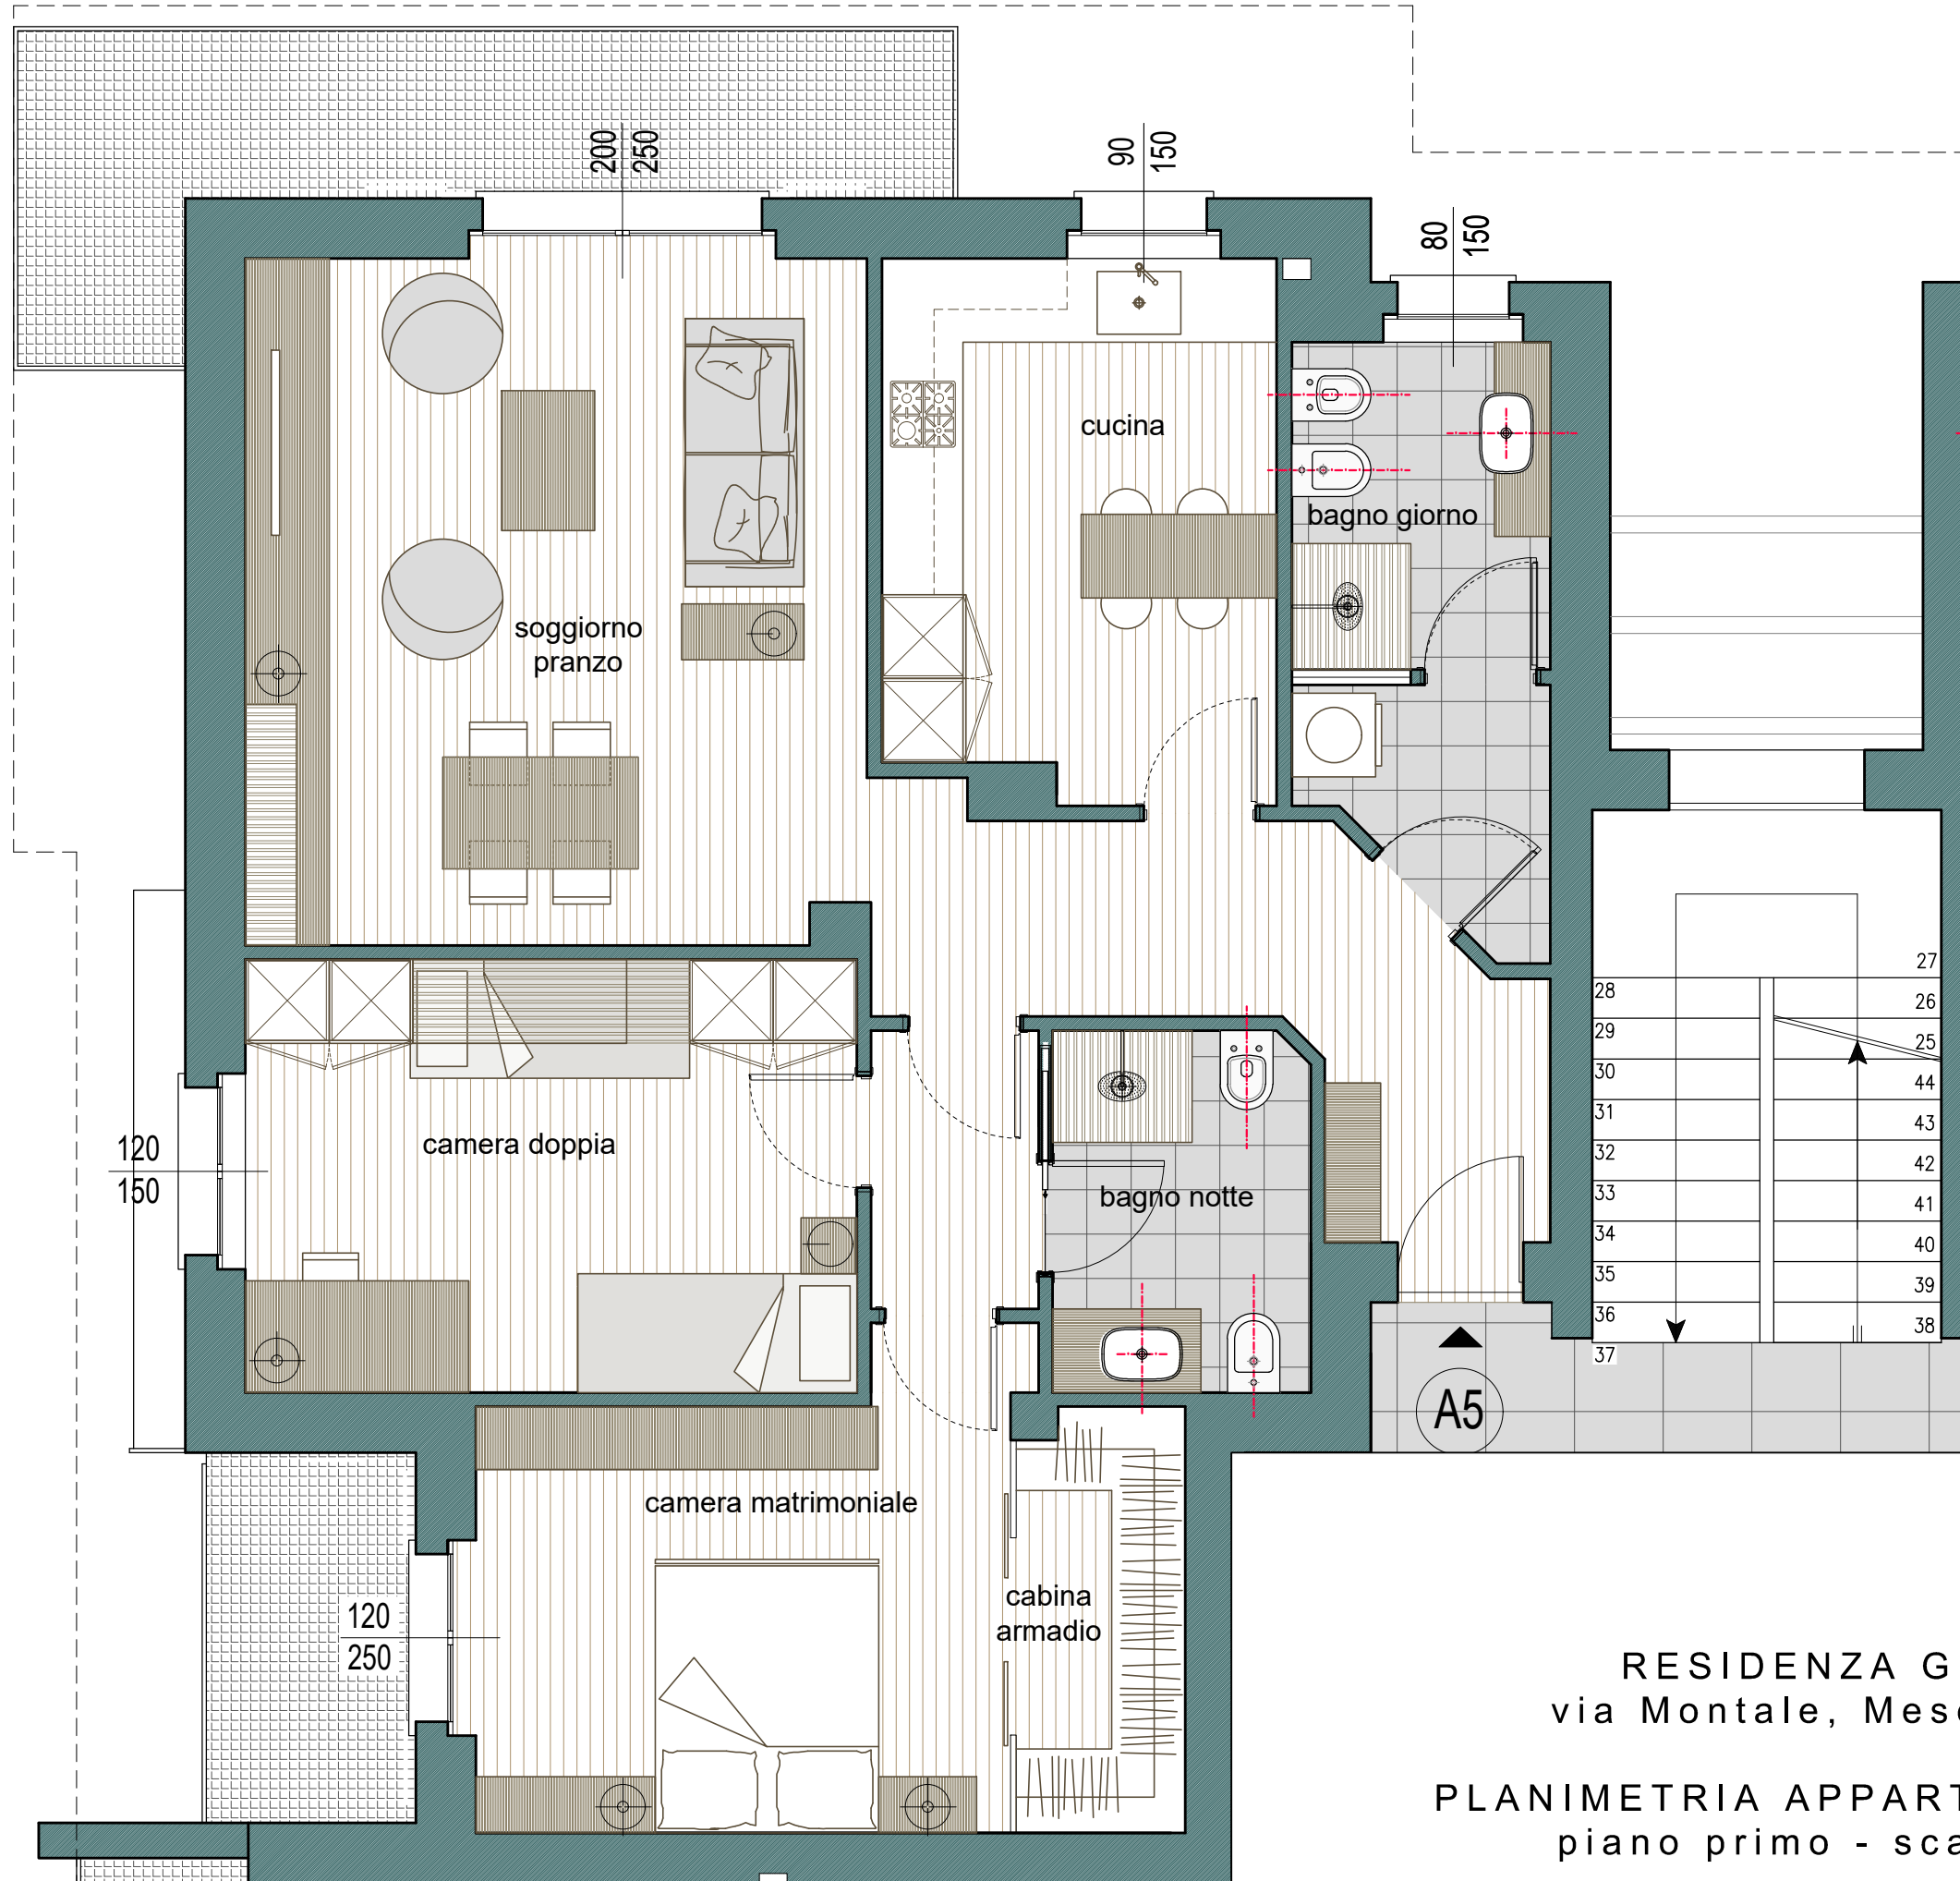 200
250
90
150
80
150
cucina
bagno giorno
soggiorno
pranzo
27
28
26
29
25
30
44
31
43
32
42
33
41
34
40
35
39
36
38
37
camera doppia
120
150
bagno notte
A5
camera matrimoniale
cabina
armadio
120
250
RESIDENZA G
via Montale, Mes
PLANIMETRIA APPART
piano primo - sca